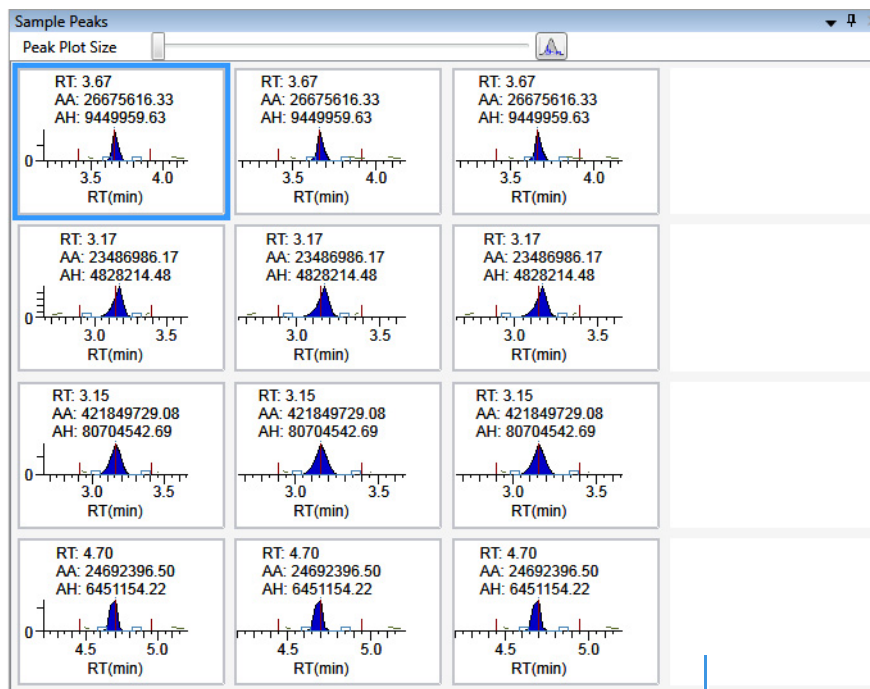 Sample Peaks
Peak Plot Size
RT: 3.67
AA: 26675616.33
AH: 9449959.63
0
3.5 4.0
RT(min)
RT: 3.67
AA: 26675616.33
AH: 9449959.63
3.5 4.0
RT(min)
RT: 3.67
AA: 26675616.33
AH: 9449959.63
3.5 4.0
RT(min)
RT: 3.17
AA: 23486986.17
AH: 4828214.48
0
3.0 3.5
RT(min)
RT: 3.17
AA: 23486986.17
AH: 4828214.48
3.0 3.5
RT(min)
RT: 3.17
AA: 23486986.17
AH: 4828214.48
3.0 3.5
RT(min)
RT: 3.15
AA: 421849729.08
AH: 80704542.69
0
3.0 3.5
RT(min)
RT: 3.15
AA: 421849729.08
AH: 80704542.69
3.0 3.5
RT(min)
RT: 3.15
AA: 421849729.08
AH: 80704542.69
3.0 3.5
RT(min)
RT: 4.70
AA: 24692396.50
AH: 6451154.22
0
4.5 5.0
RT(min)
RT: 4.70
AA: 24692396.50
AH: 6451154.22
4.5 5.0
RT(min)
RT: 4.70
AA: 24692396.50
AH: 6451154.22
4.5 5.0
RT(min)